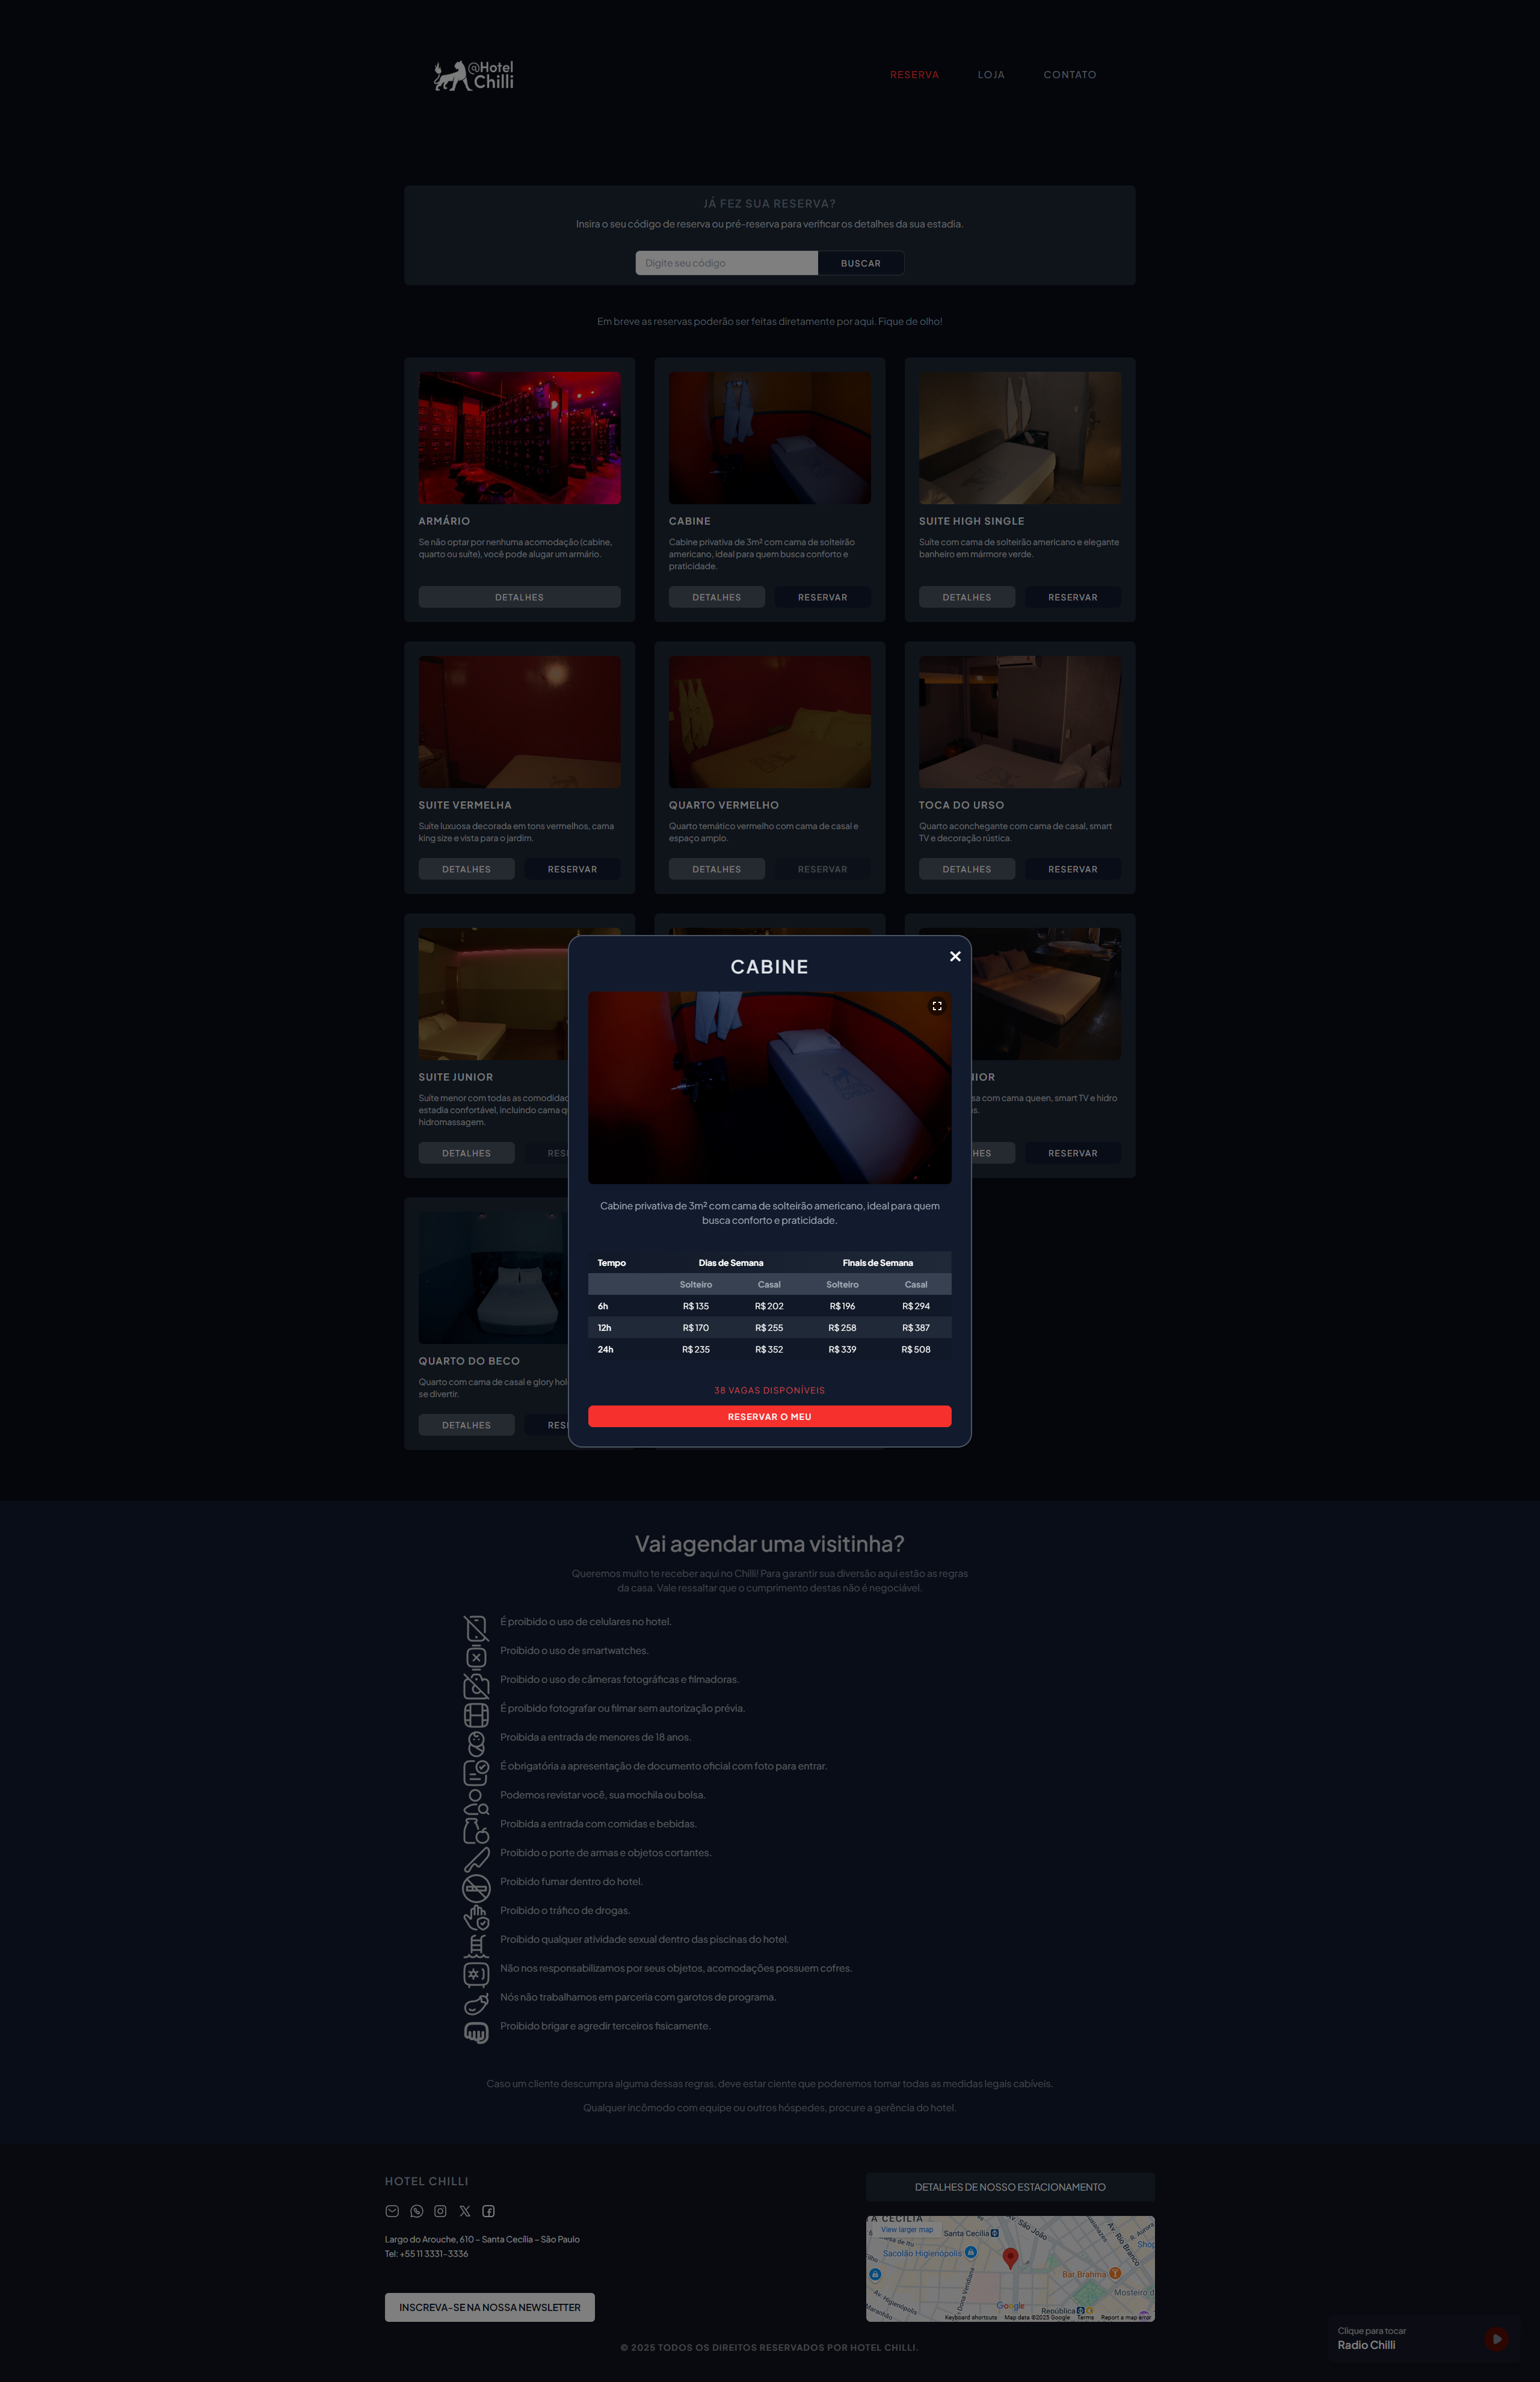 @Hotel
Chilli
RESERVA
LOJA
CONTATO
JÁ FEZ SUA RESERVA?
Insira o seu código de reserva ou pré-reserva para verificar os detalhes da sua estadia.
Digite seu código
BUSCAR
Em breve as reservas poderão ser feitas diretamente por aqui. Fique de olho!
ARMÁRIO
Se não optar por nenhuma acomodação (cabine,
quarto ou suíte), você pode alugar um armário.
DETALHES
CABINE
Cabine privativa de 3m² com cama de solteirão
americano, ideal para quem busca conforto e
praticidade.
DETALHES
RESERVAR
SUITE HIGH SINGLE
Suíte com cama de solteirão americano e elegante
banheiro em mármore verde.
DETALHES
RESERVAR
SUITE VERMELHA
Suíte luxuosa decorada em tons vermelhos, cama
king size e vista para o jardim.
DETALHES
RESERVAR
QUARTO VERMELHO
Quarto temático vermelho com cama de casal e
espaço amplo.
DETALHES
RESERVAR
TOCA DO URSO
Quarto aconchegante com cama de casal, smart
TV e decoração rústica.
DETALHES
RESERVAR
SUITE JUNIOR
Suíte menor com todas as comodidad
estadia confortável, incluindo cama q
hidromassagem.
DETALHES
RES
IOR
sa com cama queen, smart TV e hidro
as.
HES
RESERVAR
QUARTO DO BECO
Quarto com cama de casal e glory hol
se divertir.
DETALHES
RES
CABINE
Cabine privativa de 3m² com cama de solteirão americano, ideal para quem
busca conforto e praticidade.
Tempo Dias de Semana Finais de Semana
Solteiro Casal Solteiro Casal
6h R$ 135 R$ 202 R$ 196 R$ 294
12h R$ 170 R$ 255 R$ 258 R$ 387
24h R$ 235 R$ 352 R$ 339 R$ 508
38 VAGAS DISPONÍVEIS
RESERVAR O MEU
Vai agendar uma visitinha?
Queremos muito te receber aqui no Chilli! Para garantir sua diversão aqui estão as regras
da casa. Vale ressaltar que o cumprimento destas não é negociável.
É proibido o uso de celulares no hotel.
Proibido o uso de smartwatches.
Proibido o uso de câmeras fotográficas e filmadoras.
É proibido fotografar ou filmar sem autorização prévia.
Proibida a entrada de menores de 18 anos.
É obrigatória a apresentação de documento oficial com foto para entrar.
Podemos revistar você, sua mochila ou bolsa.
Proibida a entrada com comidas e bebidas.
Proibido o porte de armas e objetos cortantes.
Proibido fumar dentro do hotel.
Proibido o tráfico de drogas.
Proibido qualquer atividade sexual dentro das piscinas do hotel.
Não nos responsabilizamos por seus objetos, acomodações possuem cofres.
Nós não trabalhamos em parceria com garotos de programa.
Proibido brigar e agredir terceiros fisicamente.
Caso um cliente descumpra alguma dessas regras, deve estar ciente que poderemos tomar todas as medidas legais cabíveis.
Qualquer incômodo com equipe ou outros hóspedes, procure a gerência do hotel.
HOTEL CHILLI
Largo do Arouche, 610 – Santa Cecília – São Paulo
Tel: +55 11 3331-3336
INSCREVA-SE NA NOSSA NEWSLETTER
DETALHES DE NOSSO ESTACIONAMENTO
A CECÍLIA
View larger map
Santa Cecília
Av. São João
Av. Rio Branco
R. Aurora
Shop
Sacolão Higienópolis
Bar Brahma
Mosteiro d
Av. Higienópolis
R. Dona Veridiana
Maranhão
República
Google
Keyboard shortcuts Map data ©2025 Google Terms Report a map error
© 2025 TODOS OS DIREITOS RESERVADOS POR HOTEL CHILLI.
Clique para tocar
Radio Chilli